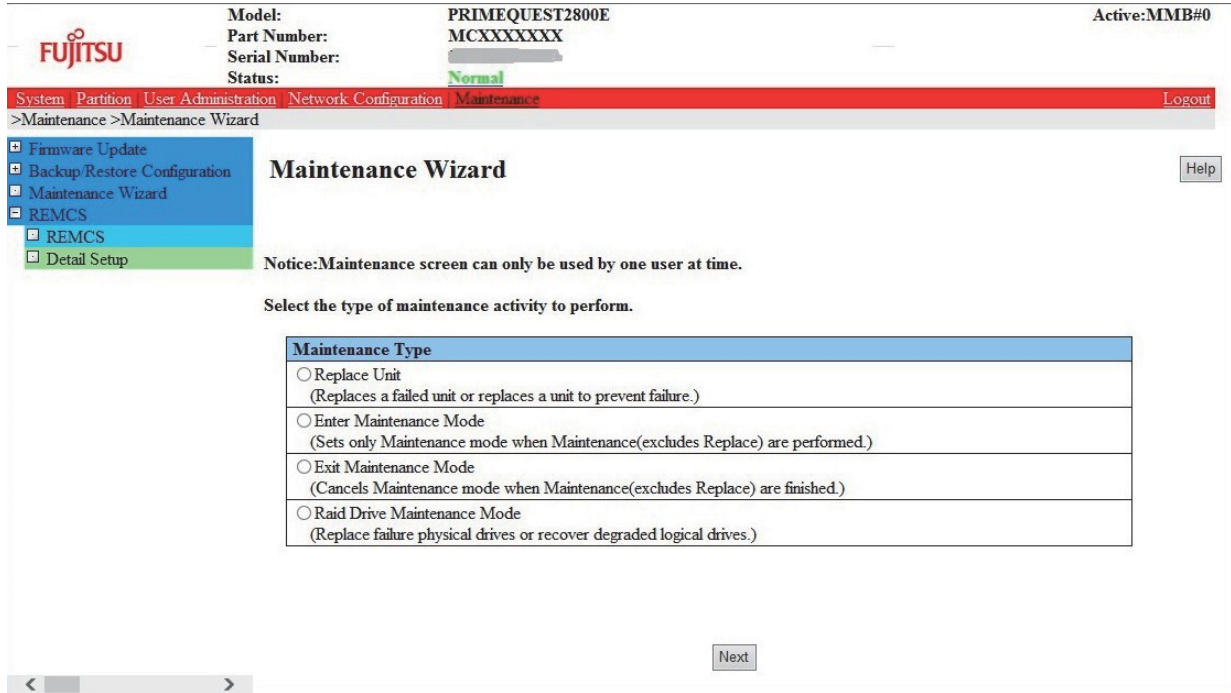 FUJITSU
Model: PRIMEQUEST2800E
Part Number: MCXXXXXXX
Serial Number:
Status: Normal
Active:MMB#0
System | Partition | User Administration | Network Configuration | Maintenance Logout
>Maintenance >Maintenance Wizard
Firmware Update
Backup/Restore Configuration
Maintenance Wizard
REMCS
REMCS
Detail Setup
Maintenance Wizard
Help
Notice:Maintenance screen can only be used by one user at time.
Select the type of maintenance activity to perform.
Maintenance Type
Replace Unit
(Replaces a failed unit or replaces a unit to prevent failure.)
Enter Maintenance Mode
(Sets only Maintenance mode when Maintenance(excludes Replace) are performed.)
Exit Maintenance Mode
(Cancels Maintenance mode when Maintenance(excludes Replace) are finished.)
Raid Drive Maintenance Mode
(Replace failure physical drives or recover degraded logical drives.)
Next